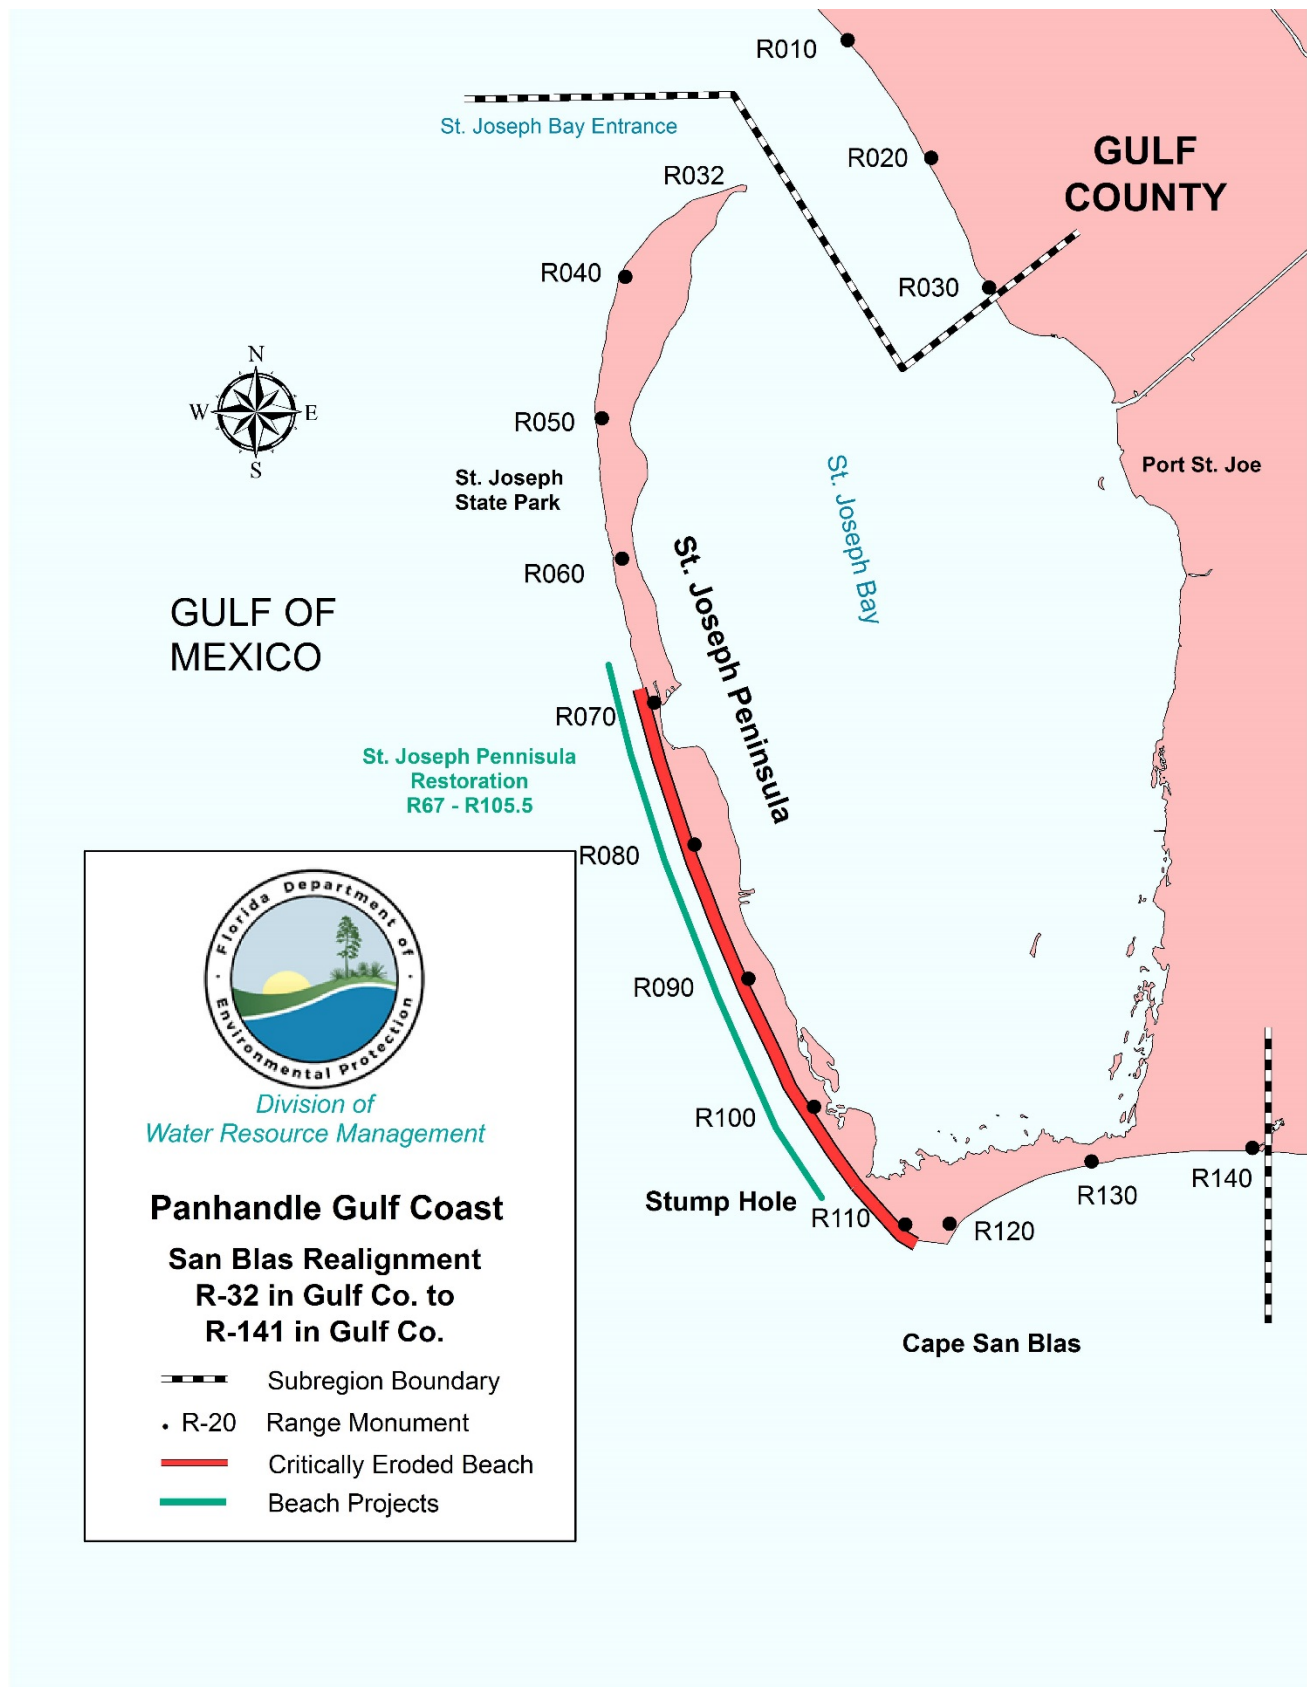 R010
St. Joseph Bay Entrance
R020
GULF
COUNTY
R032
R040
R030
N
W
E
S
R050
St. Joseph
State Park
Port St. Joe
St. Joseph Bay
R060
St. Joseph Peninsula
GULF OF
MEXICO
R070
St. Joseph Pennisula
Restoration
R67 - R105.5
R080
R090
R100
Stump Hole
R110
R120
R130
R140
Cape San Blas
Florida Department of
Environmental Protection
Division of
Water Resource Management
Panhandle Gulf Coast
San Blas Realignment
R-32 in Gulf Co. to
R-141 in Gulf Co.
Subregion Boundary
R-20 Range Monument
Critically Eroded Beach
Beach Projects